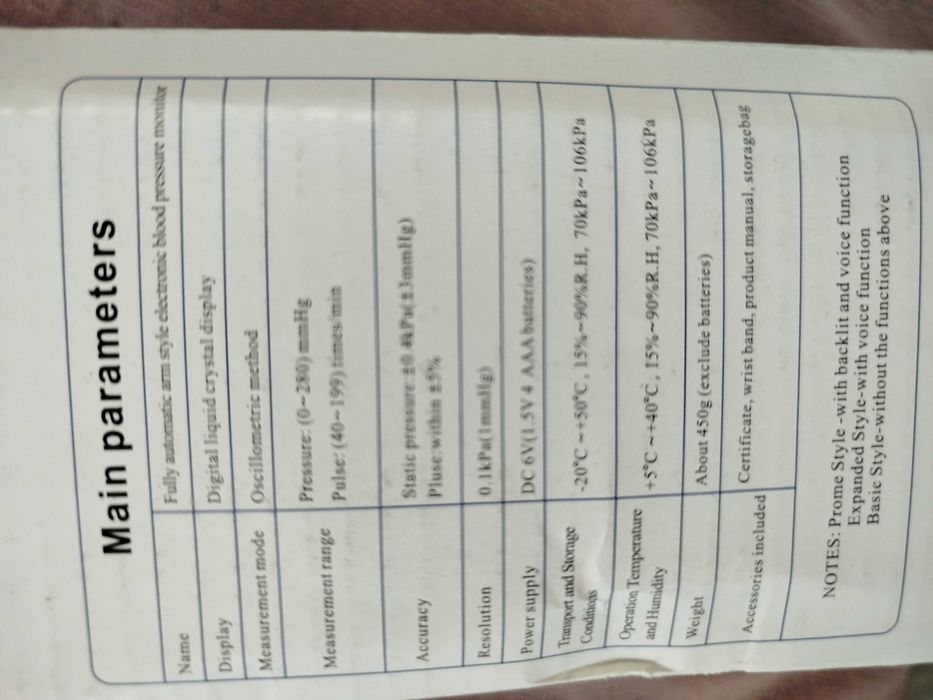 Main parameters
Name Fully automatic arm style electronic blood pressure monitor
Display Digital liquid crystal display
Measurement mode Oscillometric method
Measurement range Pressure: (0~280) mmHg
Pulse: (40~199) times/min
Accuracy Static pressure ±0.4kPa(±3mmHg)
Pluse: within ±5%
Resolution 0.1kPa(1mmHg)
Power supply DC 6V(1.5V 4 AAA batteries)
Transport and Storage Conditions -20°C ~+50°C, 15%~90%R.H, 70kPa~106kPa
Operation Temperature and Humidity +5°C ~+40°C, 15%~90%R.H, 70kPa~106kPa
Weight About 450g (exclude batteries)
Accessories included Certificate, wrist band, product manual, storagebag
NOTES: Prome Style -with backlit and voice function
Expanded Style-with voice function
Basie Style-without the functions above